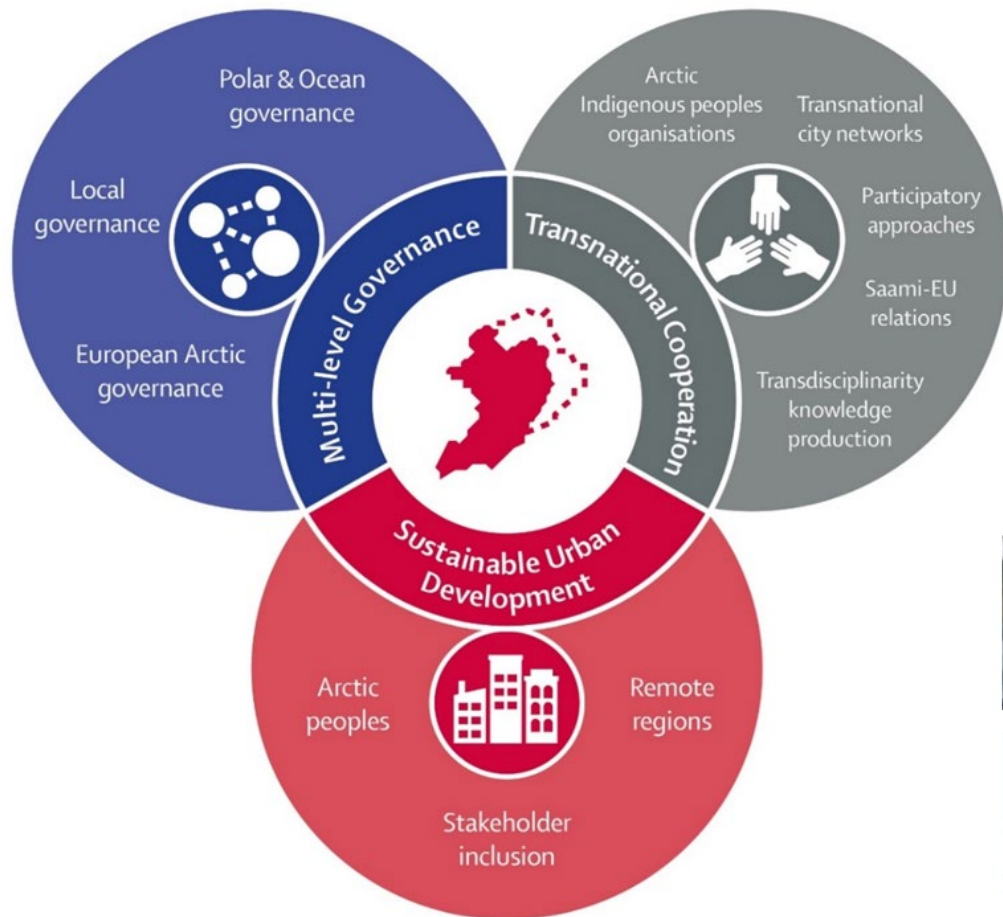 Polar & Ocean
governance
Local
governance
European Arctic
governance
Multi-level Governance
Arctic
Indigenous peoples
organisations
Transnational
city networks
Participatory
approaches
Saami-EU
relations
Transdisciplinarity
knowledge
production
Transnational Cooperation
Sustainable Urban
Development
Arctic
peoples
Remote
regions
Stakeholder
inclusion